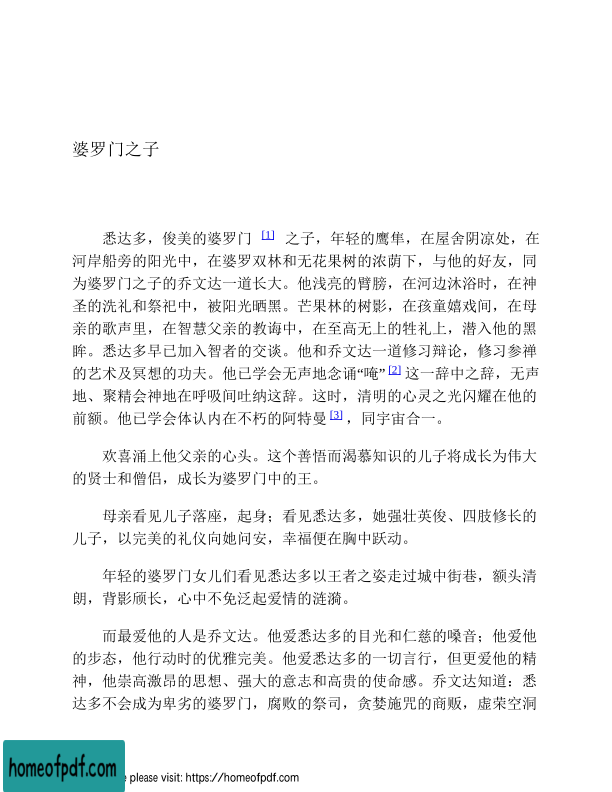 婆罗门之子
悉达多，俊美的婆罗门 [1] 之子，年轻的鹰隼，在屋舍阴凉处，在
河岸船旁的阳光中，在婆罗双林和无花果树的浓荫下，与他的好友，同
为婆罗门之子的乔文达一道长大。他浅亮的臂膀，在河边沐浴时，在神
圣的洗礼和祭祀中，被阳光晒黑。芒果林的树影，在孩童嬉戏间，在母
亲的歌声里，在智慧父亲的教诲中，在至高无上的牲礼上，潜入他的黑
眸。悉达多早已加入智者的交谈。他和乔文达一道修习辩论，修习参禅
的艺术及冥想的功夫。他已学会无声地念诵“唵” [2] 这一辞中之辞，无声
地、聚精会神地在呼吸间吐纳这辞。这时，清明的心灵之光闪耀在他的
前额。他已学会体认内在不朽的阿特曼 [3] ，同宇宙合一。
欢喜涌上他父亲的心头。这个善悟而渴慕知识的儿子将成长为伟大
的贤士和僧侣，成长为婆罗门中的王。
母亲看见儿子落座，起身；看见悉达多，她强壮英俊、四肢修长的
儿子，以完美的礼仪向她问安，幸福便在胸中跃动。
年轻的婆罗门女儿们看见悉达多以王者之姿走过城中街巷，额头清
朗，背影颀长，心中不免泛起爱情的涟漪。
而最爱他的人是乔文达。他爱悉达多的目光和仁慈的嗓音；他爱他
的步态，他行动时的优雅完美。他爱悉达多的一切言行，但更爱他的精
神，他崇高激昂的思想、强大的意志和高贵的使命感。乔文达知道：悉
达多不会成为卑劣的婆罗门，腐败的祭司，贪婪施咒的商贩，虚荣空洞
homeofpdf.com
e please visit: https://homeofpdf.com